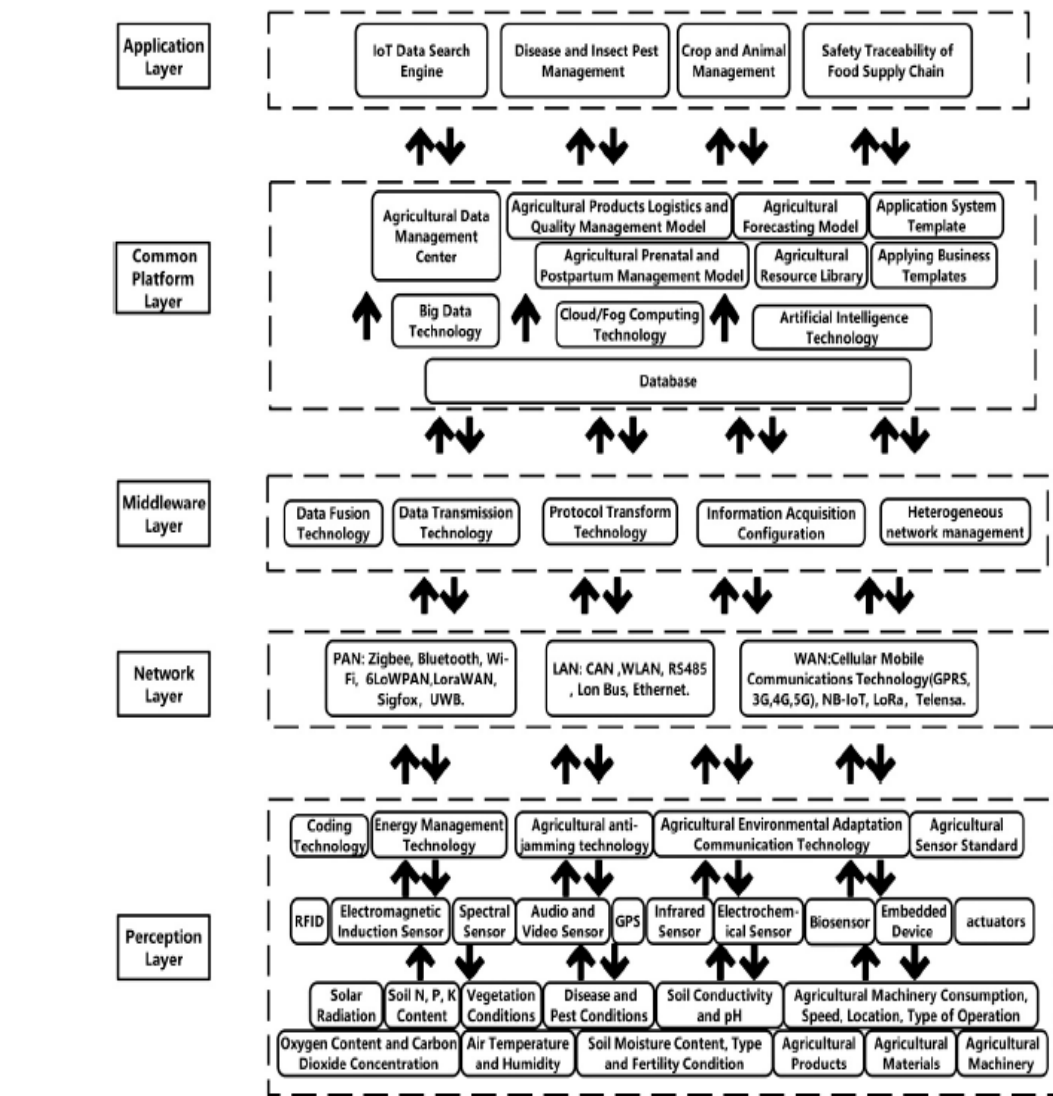 Application
Layer
IoT Data Search
Engine
Disease and Insect Pest
Management
Crop and Animal
Management
Safety Traceability of
Food Supply Chain
Common
Platform
Layer
Agricultural Data
Management
Center
Agricultural Products Logistics and
Quality Management Model
Agricultural
Forecasting Model
Application System
Template
Agricultural Prenatal and
Postpartum Management Model
Agricultural
Resource Library
Applying Business
Templates
Big Data
Technology
Cloud/Fog Computing
Technology
Artificial Intelligence
Technology
Database
Middleware
Layer
Data Fusion
Technology
Data Transmission
Technology
Protocol Transform
Technology
Information Acquisition
Configuration
Heterogeneous
network management
Network
Layer
PAN: Zigbee, Bluetooth, Wi-
Fi, 6LoWPAN,LoraWAN,
Sigfox, UWB.
LAN: CAN ,WLAN, RS485
, Lon Bus, Ethernet.
WAN:Cellular Mobile
Communications Technology(GPRS,
3G,4G,5G), NB-IoT, LoRa, Telensa.
Perception
Layer
Coding
Technology
Energy Management
Technology
Agricultural anti-
jamming technology
Agricultural Environmental Adaptation
Communication Technology
Agricultural
Sensor Standard
RFID
Electromagnetic
Induction Sensor
Spectral
Sensor
Audio and
Video Sensor
GPS
Infrared
Sensor
Electrochem-
ical Sensor
Biosensor
Embedded
Device
actuators
Solar
Radiation
Soil N, P, K
Content
Vegetation
Conditions
Disease and
Pest Conditions
Soil Conductivity
and pH
Agricultural Machinery Consumption,
Speed, Location, Type of Operation
Oxygen Content and Carbon
Dioxide Concentration
Air Temperature
and Humidity
Soil Moisture Content, Type
and Fertility Condition
Agricultural
Products
Agricultural
Materials
Agricultural
Machinery